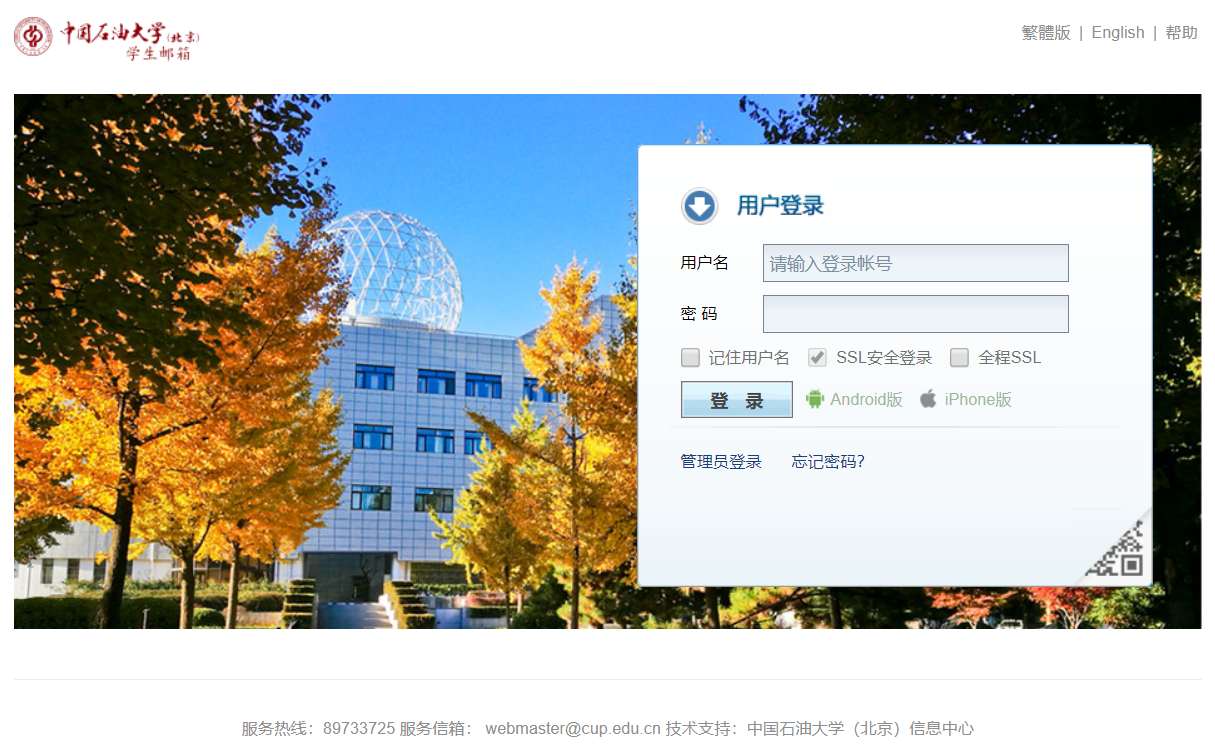 中国石油大学(北京)
学生邮箱
繁體版 | English | 帮助
用户登录
用户名 请输入登录帐号
密 码
记住用户名 SSL安全登录 全程SSL
登 录 Android版 iPhone版
管理员登录 忘记密码?
服务热线：89733725 服务信箱： webmaster@cup.edu.cn 技术支持：中国石油大学（北京）信息中心